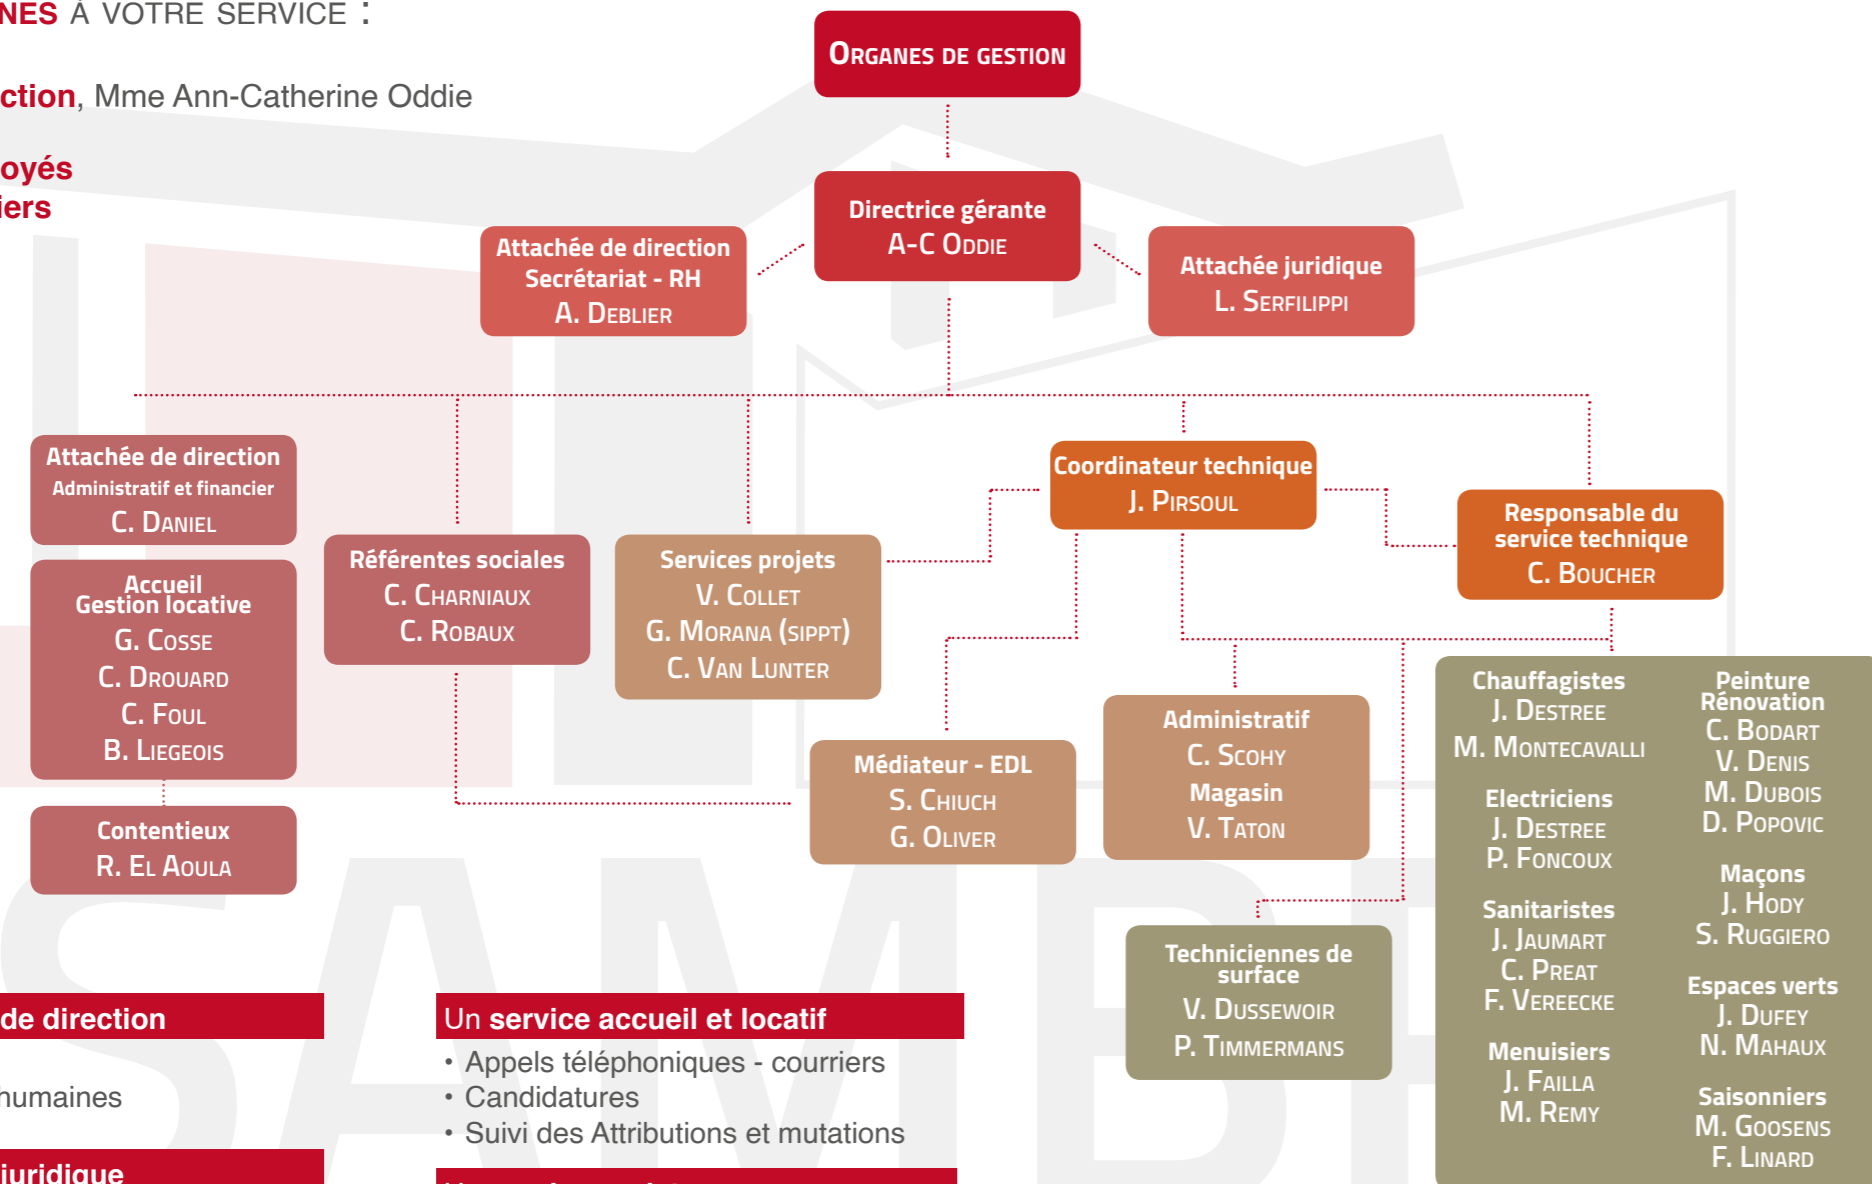 NES À VOTRE SERVICE :
ction, Mme Ann-Catherine Oddie
oyés
iers
ORGANES DE GESTION
Directrice gérante
A-C ODDIE
Attachée de direction
Secrétariat - RH
A. DEBLIER
Attachée juridique
L. SERFILIPPI
Attachée de direction
Administratif et financier
C. DANIEL
Accueil
Gestion locative
G. COSSE
C. DROUARD
C. FOUL
B. LIEGEOIS
Contentieux
R. EL AOULA
Référentes sociales
C. CHARNIAUX
C. ROBAUX
Services projets
V. COLLET
G. MORANA (SIPPT)
C. VAN LUNTER
Coordinateur technique
J. PIRSOUL
Responsable du
service technique
C. BOUCHER
Médiateur - EDL
S. CHIUCH
G. OLIVER
Administratif
C. SCOHY
Magasin
V. TATON
Techniciennes de
surface
V. DUSSEWOIR
P. TIMMERMANS
Chauffagistes
J. DESTREE
M. MONTECAVALLI
Electriciens
J. DESTREE
P. FONCOUX
Sanitaristes
J. JAUMART
C. PREAT
F. VEREECKE
Menuisiers
J. FAILLA
M. REMY
Peinture
Rénovation
C. BODART
V. DENIS
M. DUBOIS
D. POPOVIC
Maçons
J. HODY
S. RUGGIERO
Espaces verts
J. DUFEY
N. MAHAUX
Saisonniers
M. GOOSENS
F. LINARD
de direction
humaines
juridique
Un service accueil et locatif
• Appels téléphoniques - courriers
• Candidatures
• Suivi des Attributions et mutations
SAMB